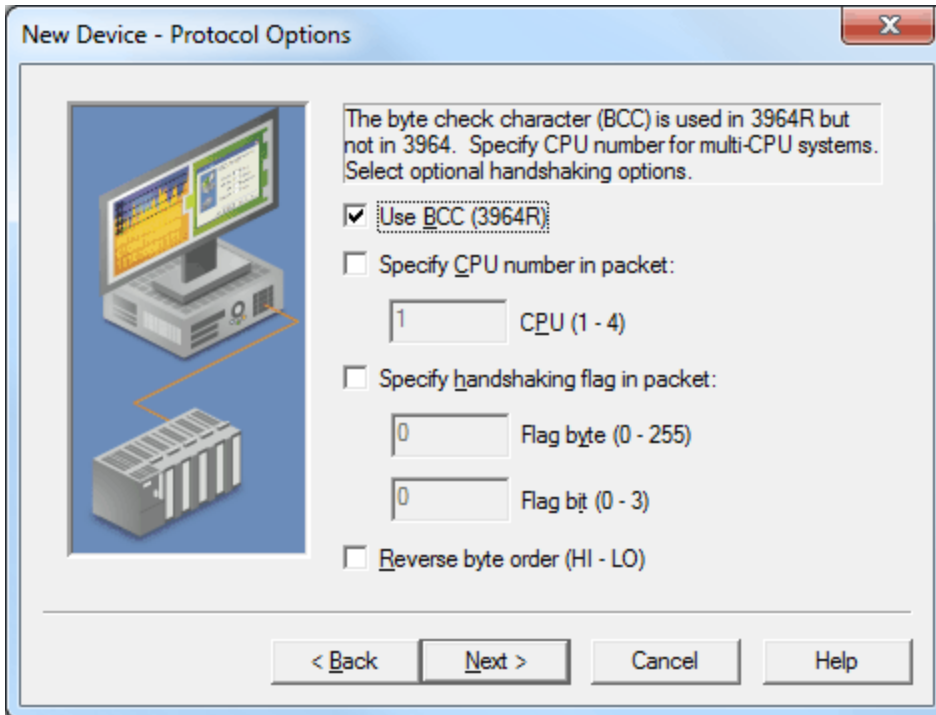 New Device - Protocol Options
The byte check character (BCC) is used in 3964R but
not in 3964.  Specify CPU number for multi-CPU systems.
Select optional handshaking options.
Use BCC (3964R)
Specify CPU number in packet:
1 CPU (1 - 4)
Specify handshaking flag in packet:
0 Flag byte (0 - 255)
0 Flag bit (0 - 3)
Reverse byte order (HI - LO)
< Back Next > Cancel Help